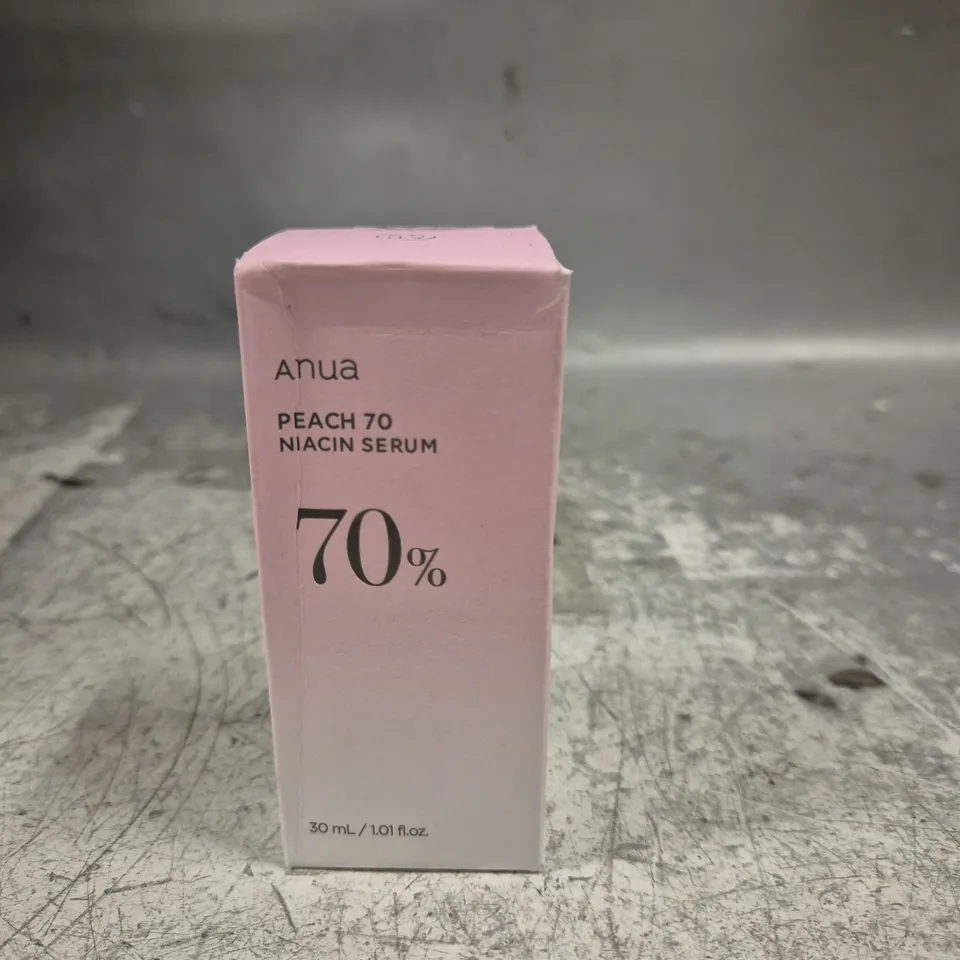 Anua
PEACH 70
NIACIN SERUM
70%
30 mL / 1.01 fl.oz.